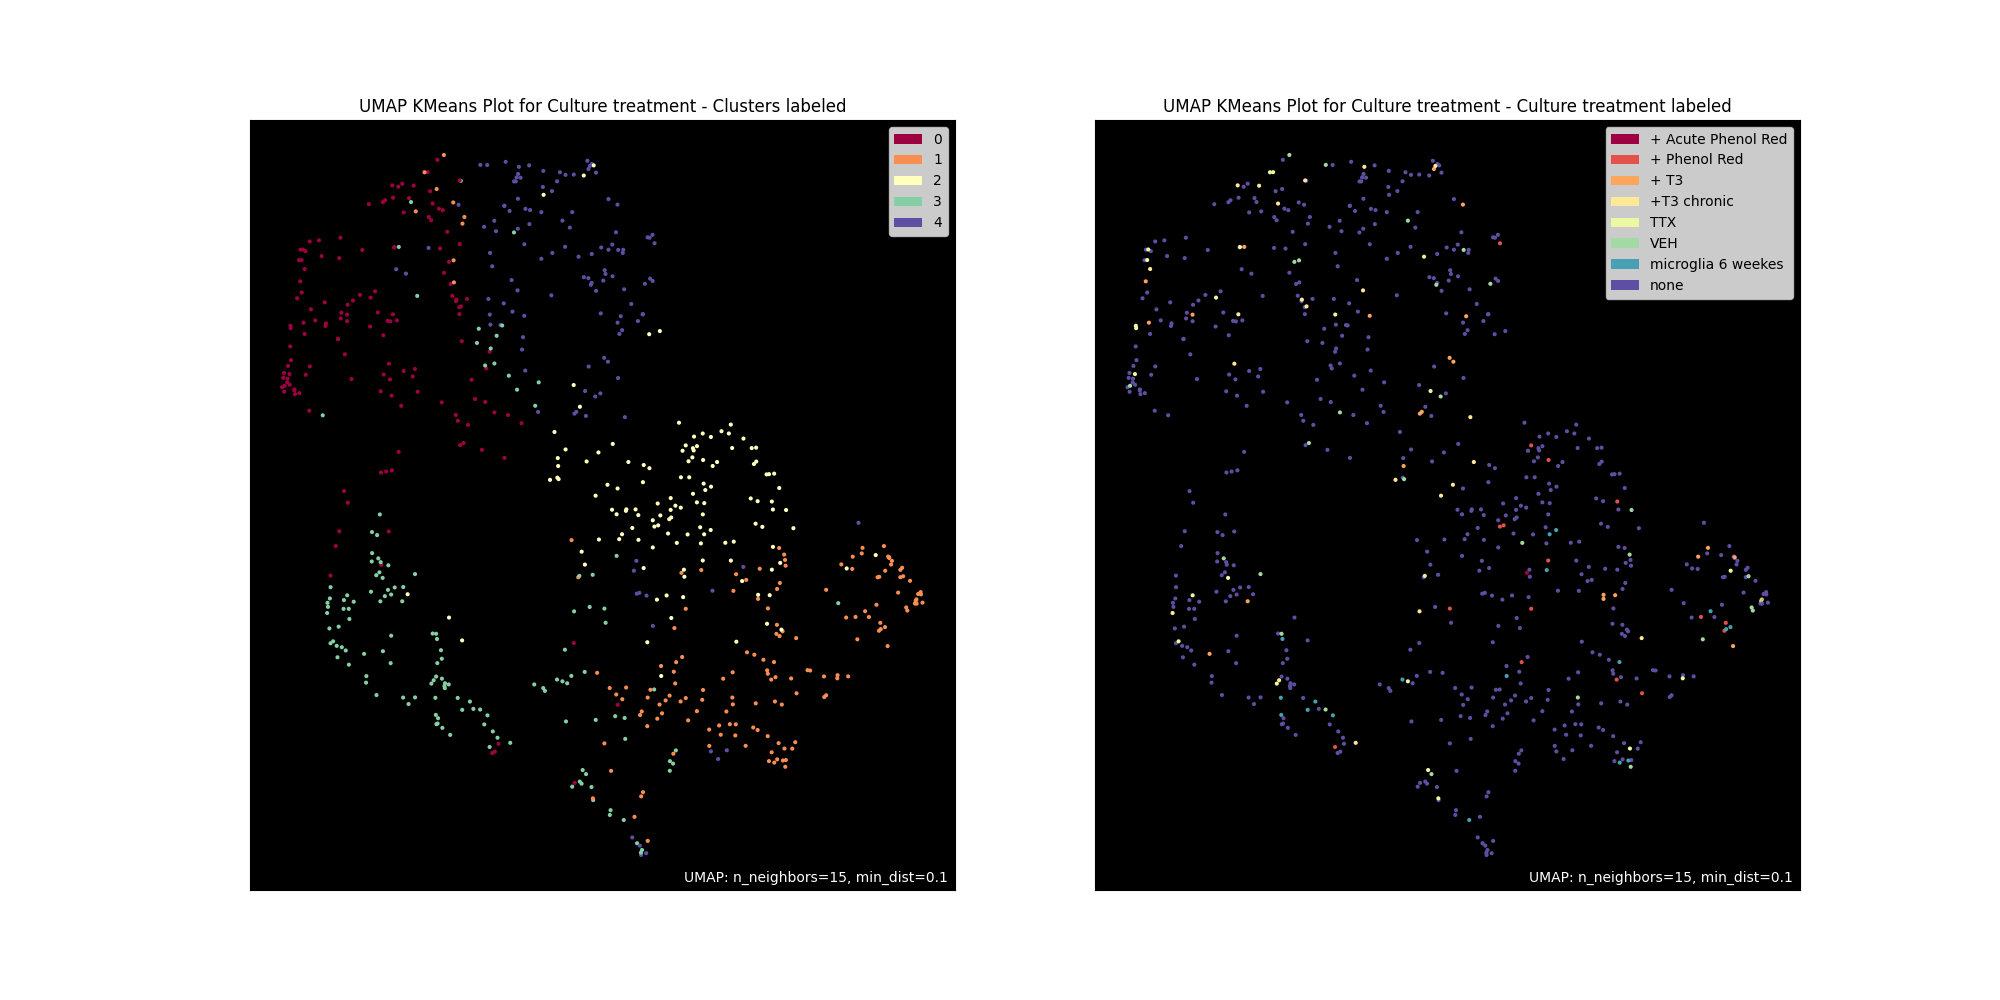 UMAP KMeans Plot for Culture treatment - Clusters labeled
0
1
2
3
4
UMAP: n_neighbors=15, min_dist=0.1
UMAP KMeans Plot for Culture treatment - Culture treatment labeled
+ Acute Phenol Red
+ Phenol Red
+ T3
+T3 chronic
TTX
VEH
microglia 6 weekes
none
UMAP: n_neighbors=15, min_dist=0.1